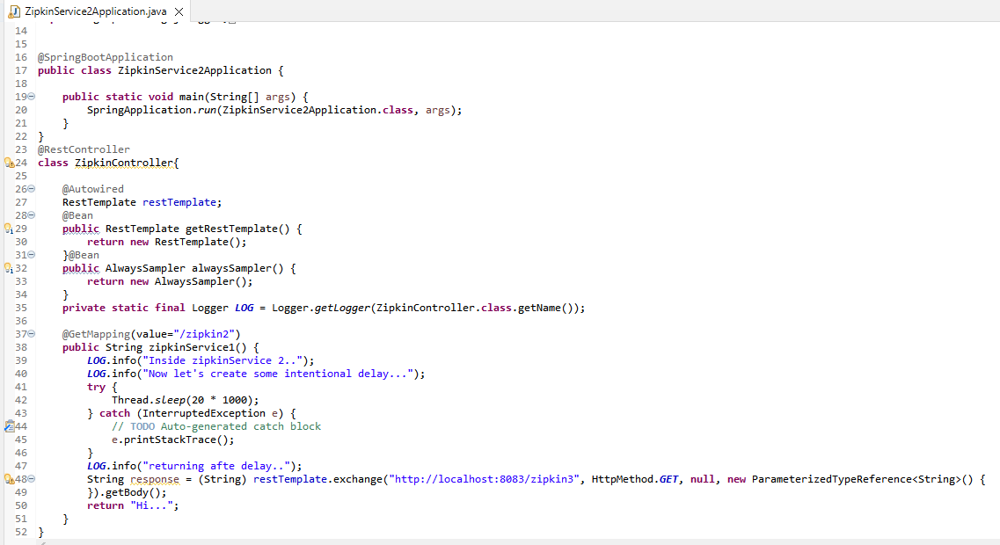 ZipkinService2Application.java
14
15
16 @SpringBootApplication
17 public class ZipkinService2Application {
18
19 public static void main(String[] args) {
20 SpringApplication.run(ZipkinService2Application.class, args);
21 }
22 }
23 @RestController
24 class ZipkinController{
25
26 @Autowired
27 RestTemplate restTemplate;
28 @Bean
29 public RestTemplate getRestTemplate() {
30 return new RestTemplate();
31 }@Bean
32 public AlwaysSampler alwaysSampler() {
33 return new AlwaysSampler();
34 }
35 private static final Logger LOG = Logger.getLogger(ZipkinController.class.getName());
36
37 @GetMapping(value="/zipkin2")
38 public String zipkinService1() {
39 LOG.info("Inside zipkinService 2..");
40 LOG.info("Now let's create some intentional delay...");
41 try {
42 Thread.sleep(20 * 1000);
43 } catch (InterruptedException e) {
44 // TODO Auto-generated catch block
45 e.printStackTrace();
46 }
47 LOG.info("returning afte delay..");
48 String response = (String) restTemplate.exchange("http://localhost:8083/zipkin3", HttpMethod.GET, null, new ParameterizedTypeReference<String>() {
49 }).getBody();
50 return "Hi...";
51 }
52 }